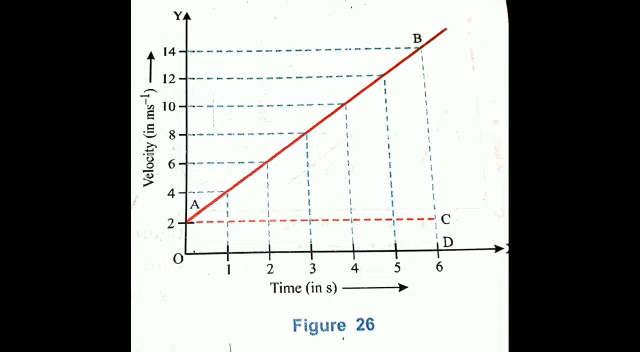 Y
B
14
12
10
8
6
4
2
Velocity (in ms⁻¹)
A
C
D
O
1 2 3 4 5 6
Time (in s)
Figure 26